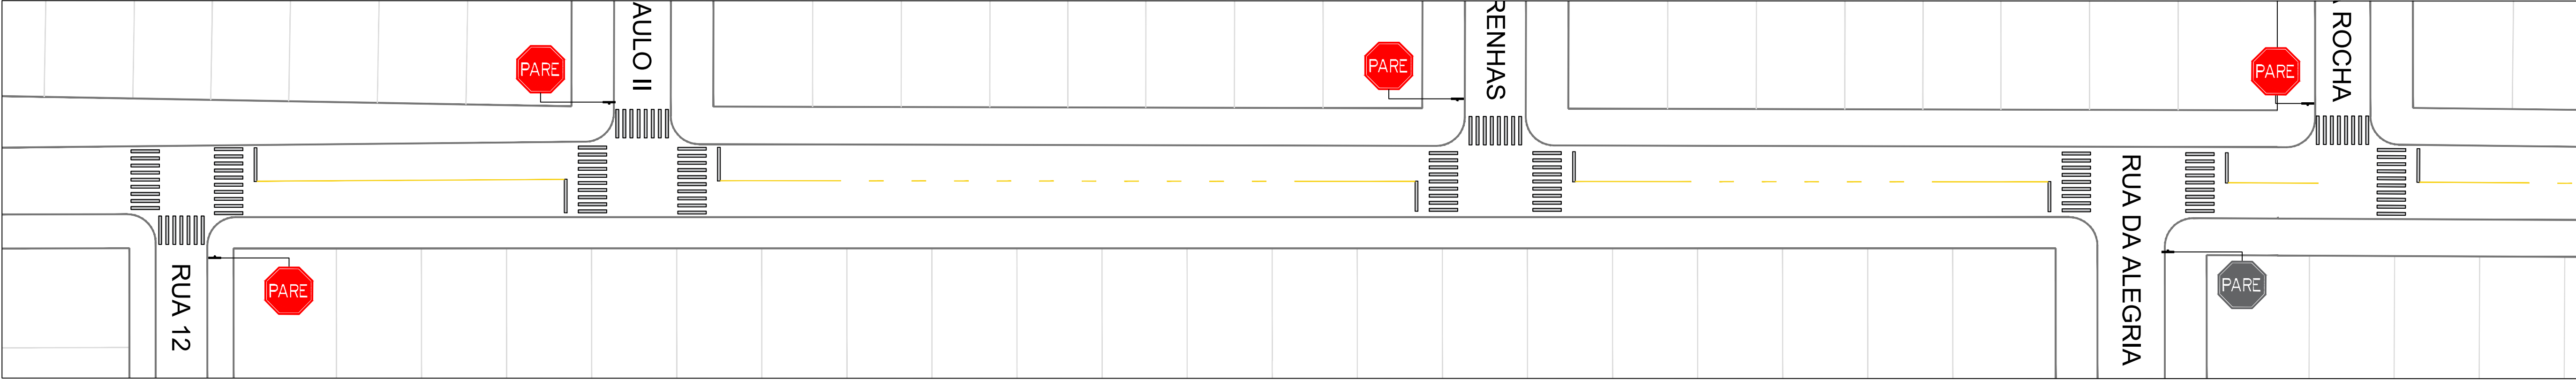 PARE
AULO II
PARE
RENHAS
PARE
ROCHA
RUA 12
PARE
RUA DA ALEGRIA
PARE